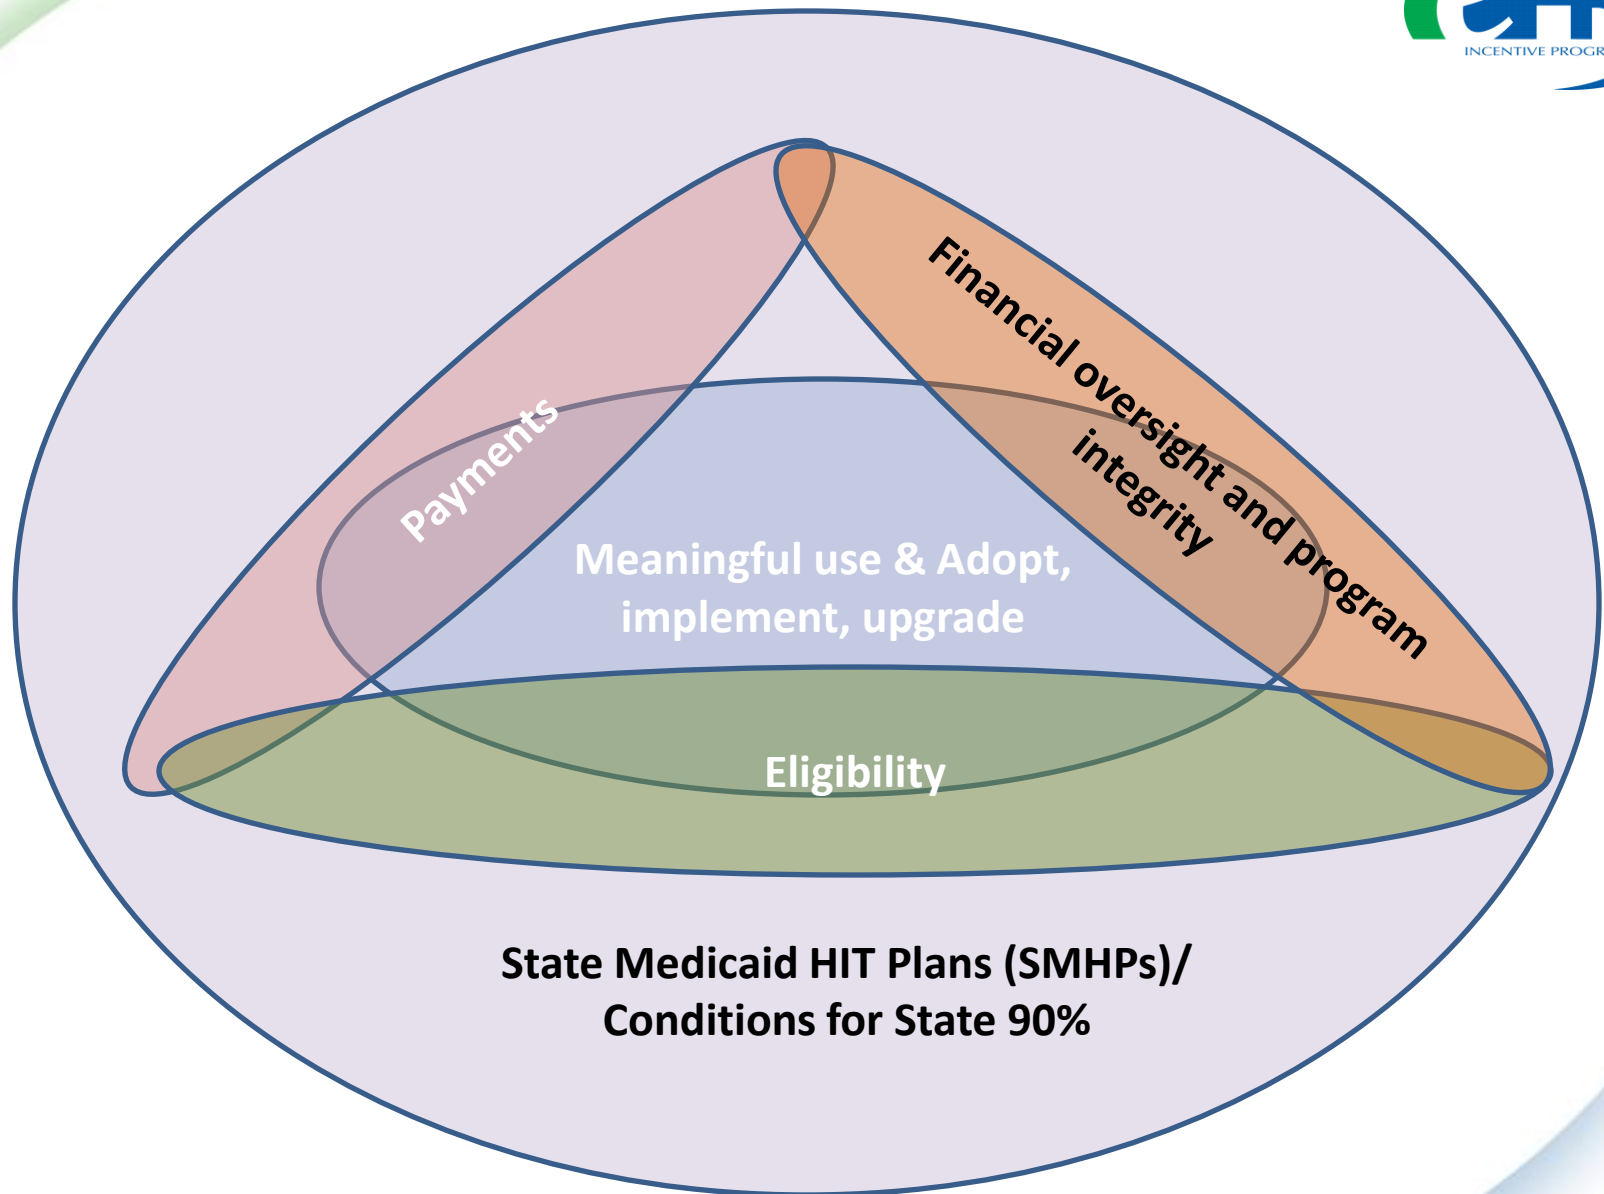 INCENTIVE
Financial oversight and program
integrity
Payments
Meaningful use & Adopt,
implement, upgrade
Eligibility
State Medicaid HIT Plans (SMHPs)/
Conditions for State 90%